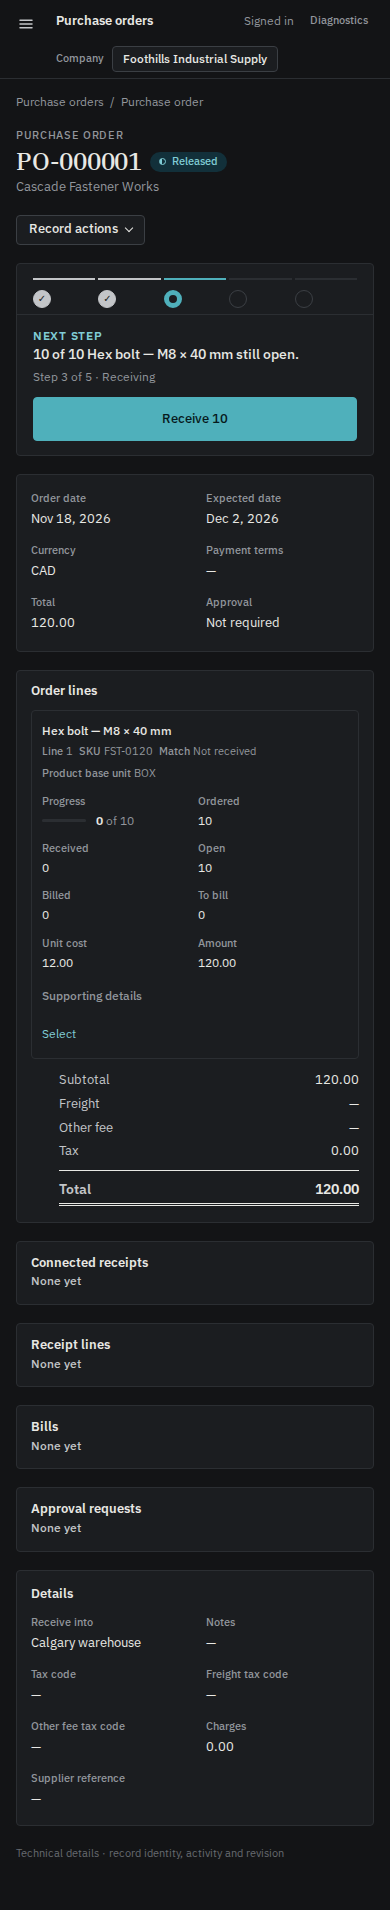 Purchase orders Signed in Diagnostics
Company Foothills Industrial Supply
Purchase orders / Purchase order
PURCHASE ORDER
PO-000001 Released
Cascade Fastener Works
Record actions
NEXT STEP
10 of 10 Hex bolt — M8 × 40 mm still open.
Step 3 of 5 · Receiving
Receive 10
Order date Expected date
Nov 18, 2026 Dec 2, 2026
Currency Payment terms
CAD —
Total Approval
120.00 Not required
Order lines
Hex bolt — M8 × 40 mm
Line 1 SKU FST-0120 Match Not received
Product base unit BOX
Progress Ordered
0 of 10 10
Received Open
0 10
Billed To bill
0 0
Unit cost Amount
12.00 120.00
Supporting details
Select
Subtotal 120.00
Freight —
Other fee —
Tax 0.00
Total 120.00
Connected receipts
None yet
Receipt lines
None yet
Bills
None yet
Approval requests
None yet
Details
Receive into Notes
Calgary warehouse —
Tax code Freight tax code
— —
Other fee tax code Charges
— 0.00
Supplier reference
—
Technical details · record identity, activity and revision